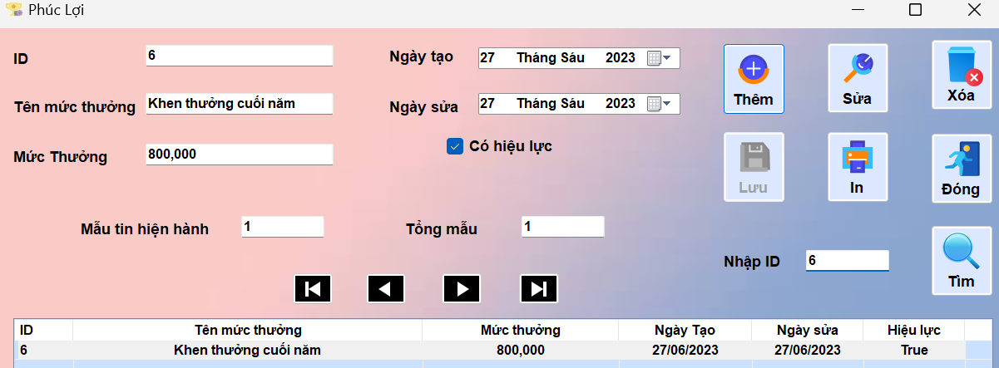 Phúc Lợi
ID 6 Ngày tạo 27 Tháng Sáu 2023
Thêm Sửa Xóa
Tên mức thưởng Khen thưởng cuối năm Ngày sửa 27 Tháng Sáu 2023
Mức Thưởng 800,000 Có hiệu lực
Lưu In Đóng
Mẫu tin hiện hành 1 Tổng mẫu 1
Nhập ID 6
Tìm
ID Tên mức thưởng Mức thưởng Ngày Tạo Ngày sửa Hiệu lực
6 Khen thưởng cuối năm 800,000 27/06/2023 27/06/2023 True